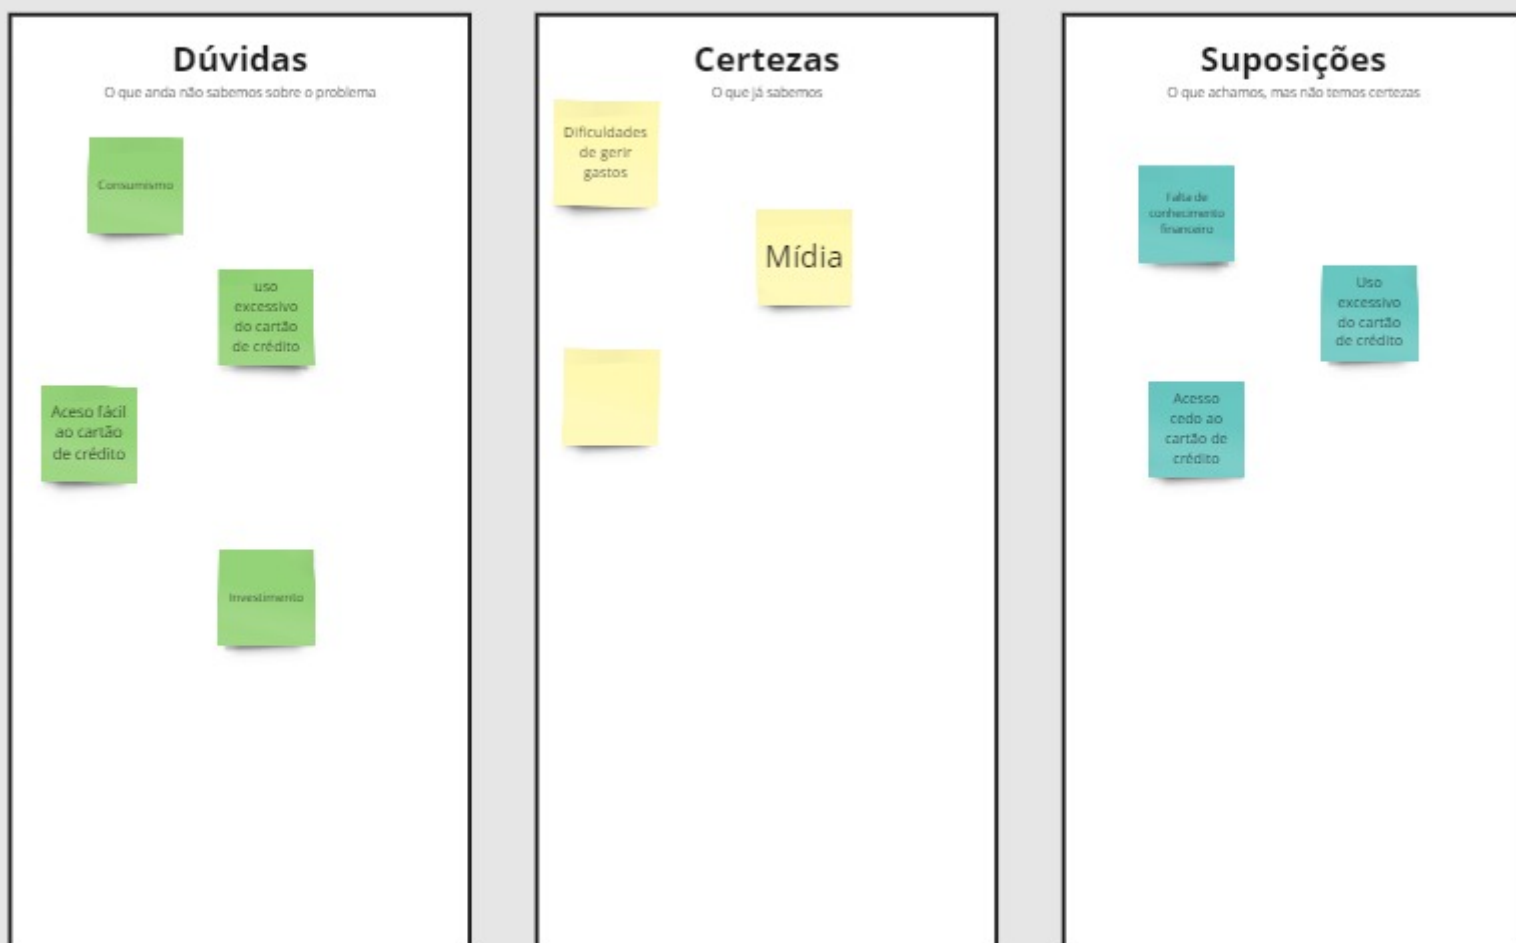 Dúvidas
O que anda não sabemos sobre o problema
Consumismo
uso
excessivo
do cartão
de crédito
Aceso fácil
ao cartão
de crédito
Investimento
Certezas
O que já sabemos
Dificuldades
de gerir
gastos
Mídia
Suposições
O que achamos, mas não temos certezas
Falta de
conhecimento
financeiro
Uso
excessivo
do cartão
de crédito
Acesso
cedo ao
cartão de
crédito